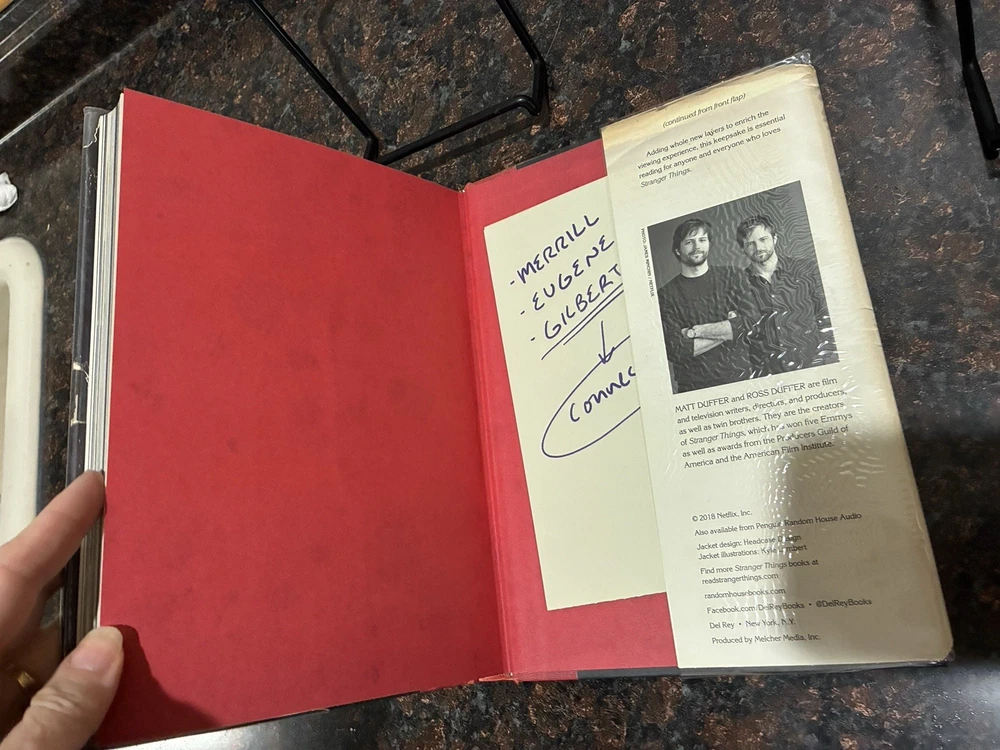 · MERRILL
· EUGENE
· GILBERT
(continued from front flap)
Adding whole new layers to enrich the
viewing experience, this keepsake is essential
reading for anyone and everyone who loves
Stranger Things.
MATT DUFFER and ROSS DUFFER are film
and television writers, directors, and producers,
as well as twin brothers. They are the creators
of Stranger Things, which has won five Emmys
as well as awards from the Producers Guild of
America and the American Film Institute.
© 2018 Netflix, Inc.
Also available from Penguin Random House Audio
Jacket design: Headcase Design
Jacket illustrations: Kyle Lambert
Find more Stranger Things books at
readstrangerthings.com
randomhousebooks.com
Facebook.com/DelReyBooks • @DelReyBooks
Del Rey • New York, N.Y.
Produced by Melcher Media, Inc.